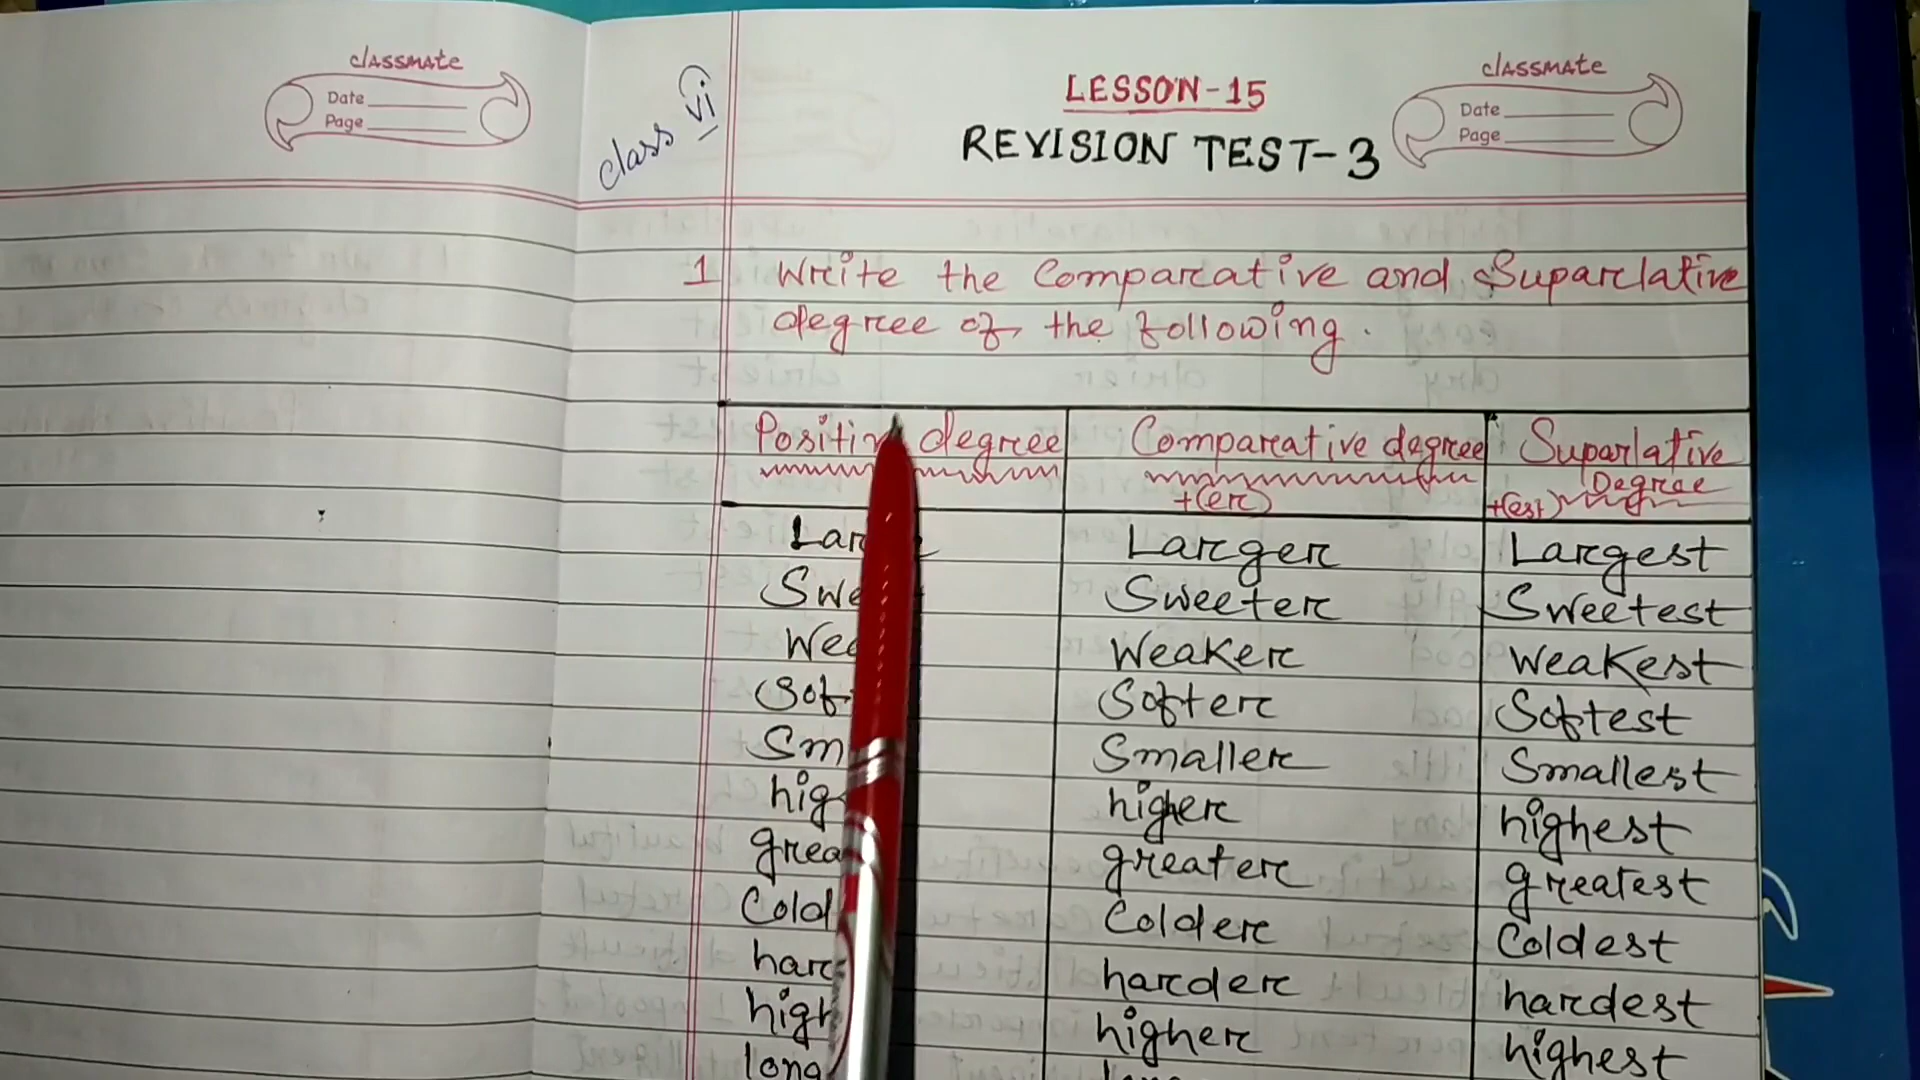 classmate
Date
Page
class vi
LESSON-15
REVISION TEST-3
classmate
Date
Page
1 Write the Comparative and Suparlative
degree of the following.
Positive degree Comparative degree Suparlative
+(er) +(est) Degree
Larger Largest
Sweeter Sweetest
Weaker Weakest
Softer Softest
Smaller Smallest
higher highest
greater greatest
Cold Colder Coldest
harder hardest
higher highest
long